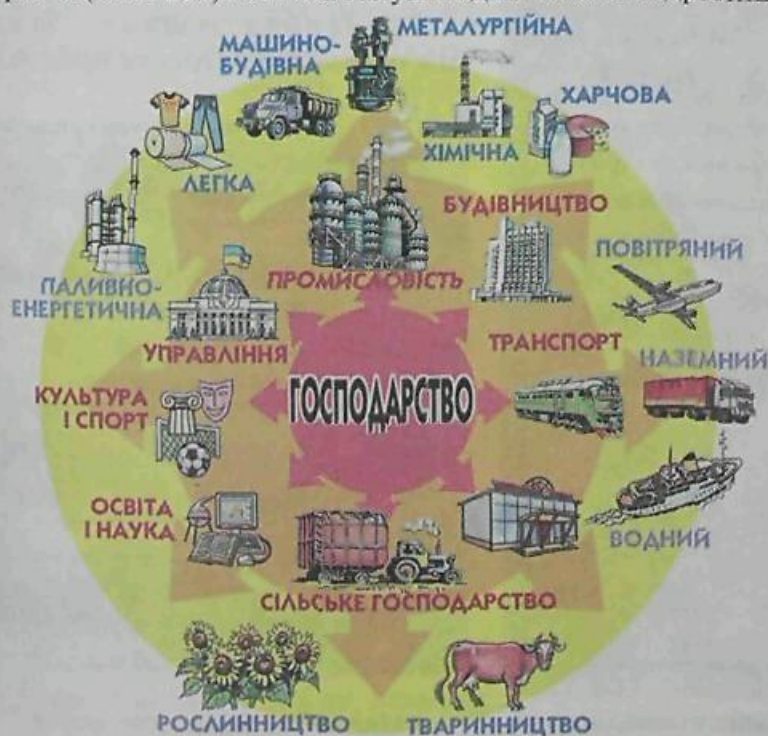 МЕТАЛУРГІЙНА
МАШИНО-
БУДІВНА
ХАРЧОВА
ХІМІЧНА
ЛЕГКА
БУДІВНИЦТВО
ПОВІТРЯНИЙ
ПРОМИСЛОВІСТЬ
ПАЛИВНО-
ЕНЕРГЕТИЧНА
УПРАВЛІННЯ
ТРАНСПОРТ
НАЗЕМНИЙ
КУЛЬТУРА
І СПОРТ
ГОСПОДАРСТВО
ОСВІТА
І НАУКА
ВОДНИЙ
СІЛЬСЬКЕ ГОСПОДАРСТВО
РОСЛИННИЦТВО
ТВАРИННИЦТВО